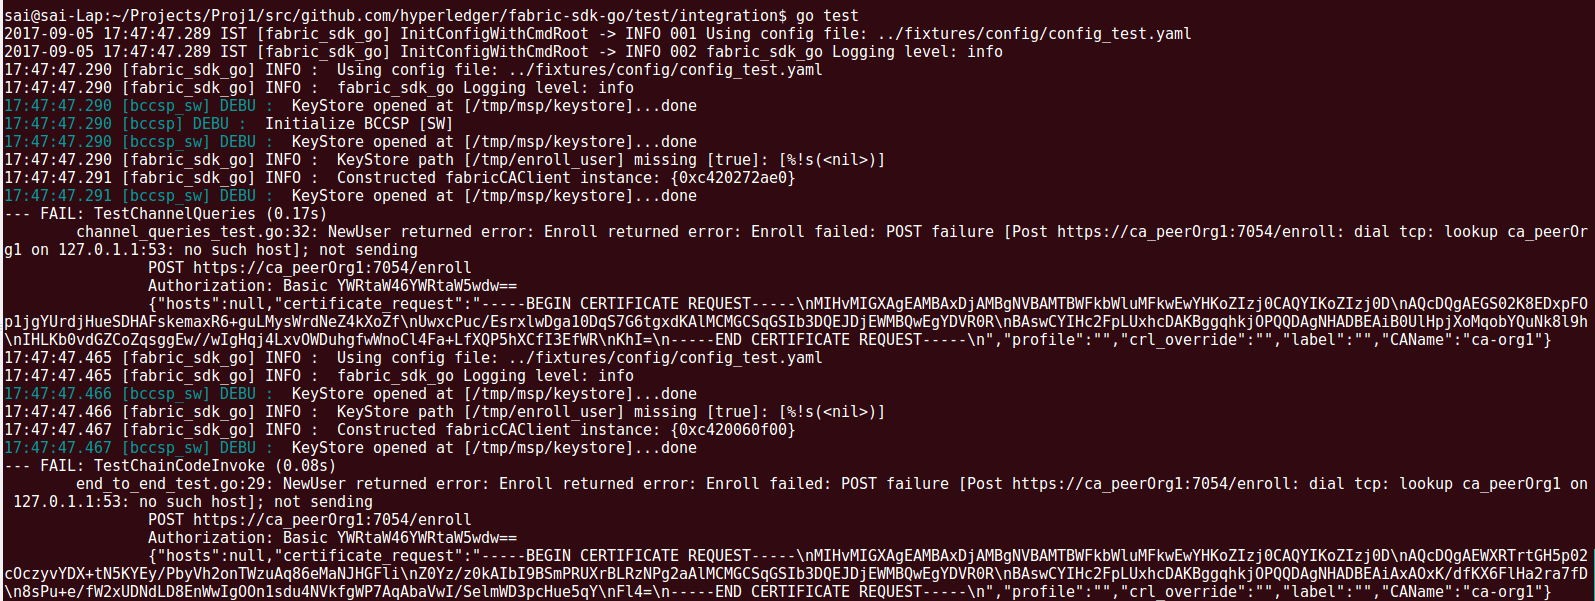 sai@sai-Lap:~/Projects/Proj1/src/github.com/hyperledger/fabric-sdk-go/test/integration$ go test
2017-09-05 17:47:47.289 IST [fabric_sdk_go] InitConfigWithCmdRoot -> INFO 001 Using config file: ../fixtures/config/config_test.yaml
2017-09-05 17:47:47.289 IST [fabric_sdk_go] InitConfigWithCmdRoot -> INFO 002 fabric_sdk_go Logging level: info
17:47:47.290 [fabric_sdk_go] INFO :  Using config file: ../fixtures/config/config_test.yaml
17:47:47.290 [fabric_sdk_go] INFO :  fabric_sdk_go Logging level: info
17:47:47.290 [bccsp_sw] DEBU :  KeyStore opened at [/tmp/msp/keystore]...done
17:47:47.290 [bccsp] DEBU :  Initialize BCCSP [SW]
17:47:47.290 [bccsp_sw] DEBU :  KeyStore opened at [/tmp/msp/keystore]...done
17:47:47.290 [fabric_sdk_go] INFO :  KeyStore path [/tmp/enroll_user] missing [true]: [%!s(<nil>)]
17:47:47.291 [fabric_sdk_go] INFO :  Constructed fabricCAClient instance: {0xc420272ae0}
17:47:47.291 [bccsp_sw] DEBU :  KeyStore opened at [/tmp/msp/keystore]...done
--- FAIL: TestChannelQueries (0.17s)
        channel_queries_test.go:32: NewUser returned error: Enroll returned error: Enroll failed: POST failure [Post https://ca_peerOrg1:7054/enroll: dial tcp: lookup ca_peerOr
g1 on 127.0.1.1:53: no such host]; not sending
                POST https://ca_peerOrg1:7054/enroll
                Authorization: Basic YWRtaW46YWRtaW5wdw==
                {"hosts":null,"certificate_request":"-----BEGIN CERTIFICATE REQUEST-----\nMIHvMIGXAgEAMBAxDjAMBgNVBAMTBWFkbWluMFkwEwYHKoZIzj0CAQYIKoZIzj0D\nAQcDQgAEGS02K8EDxpFO
p1jgYUrdjHueSDHAFskemaxR6+guLMysWrdNeZ4kXoZf\nUwxcPuc/EsrxlwDga10DqS7G6tgxdKAlMCMGCSqGSIb3DQEJDjEWMBQwEgYDVR0R\nBAswCYIHc2FpLUxhcDAKBggqhkjOPQQDAgNHADBEAiB0UlHpjXoMqobYQuNk8l9h
\nIHLKb0vdGZCoZqsggEw//wIgHqj4LxvOWDuhgfwWnoCl4Fa+LfXQP5hXCfI3EfWR\nKhI=\n-----END CERTIFICATE REQUEST-----\n","profile":"","crl_override":"","label":"","CAName":"ca-org1"}
17:47:47.465 [fabric_sdk_go] INFO :  Using config file: ../fixtures/config/config_test.yaml
17:47:47.465 [fabric_sdk_go] INFO :  fabric_sdk_go Logging level: info
17:47:47.466 [bccsp_sw] DEBU :  KeyStore opened at [/tmp/msp/keystore]...done
17:47:47.466 [fabric_sdk_go] INFO :  KeyStore path [/tmp/enroll_user] missing [true]: [%!s(<nil>)]
17:47:47.467 [fabric_sdk_go] INFO :  Constructed fabricCAClient instance: {0xc420060f00}
17:47:47.467 [bccsp_sw] DEBU :  KeyStore opened at [/tmp/msp/keystore]...done
--- FAIL: TestChainCodeInvoke (0.08s)
        end_to_end_test.go:29: NewUser returned error: Enroll returned error: Enroll failed: POST failure [Post https://ca_peerOrg1:7054/enroll: dial tcp: lookup ca_peerOrg1 on
 127.0.1.1:53: no such host]; not sending
                POST https://ca_peerOrg1:7054/enroll
                Authorization: Basic YWRtaW46YWRtaW5wdw==
                {"hosts":null,"certificate_request":"-----BEGIN CERTIFICATE REQUEST-----\nMIHvMIGXAgEAMBAxDjAMBgNVBAMTBWFkbWluMFkwEwYHKoZIzj0CAQYIKoZIzj0D\nAQcDQgAEWXRTrtGH5p02
cOczyvYDX+tN5KYEy/PbyVh2onTWzuAq86eMaNJHGFli\nZ0Yz/z0kAIbI9BSmPRUXrBLRzNPg2aAlMCMGCSqGSIb3DQEJDjEWMBQwEgYDVR0R\nBAswCYIHc2FpLUxhcDAKBggqhkjOPQQDAgNHADBEAiAxAOxK/dfKX6FlHa2ra7fD
\n8sPu+e/fW2xUDNdLD8EnWwIgOOn1sdu4NVkfgWP7AqAbaVwI/SelmWD3pcHue5qY\nFl4=\n-----END CERTIFICATE REQUEST-----\n","profile":"","crl_override":"","label":"","CAName":"ca-org1"}